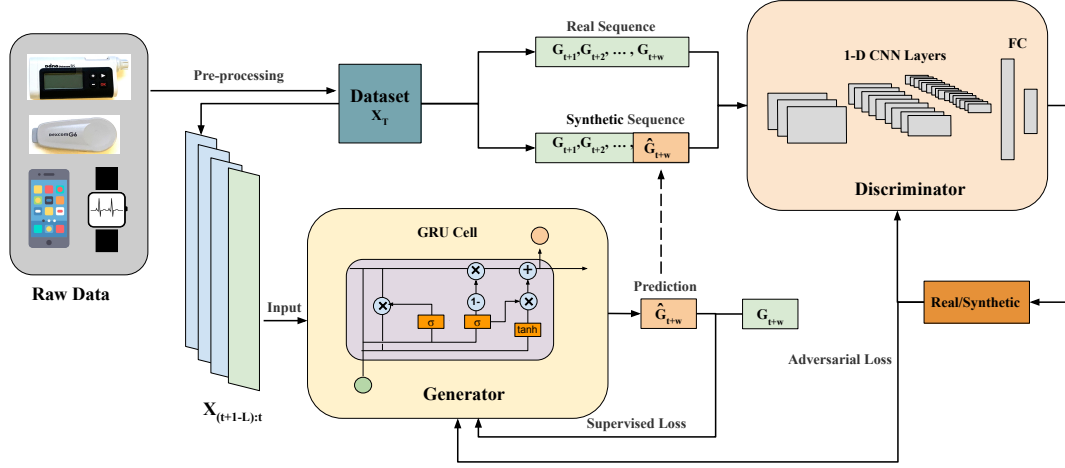 Real Sequence
G_{t+1}, G_{t+2}, ... , G_{t+w}
Pre-processing
Dataset
X_T
Synthetic Sequence
G_{t+1}, G_{t+2}, ... , Ĝ_{t+w}
FC
1-D CNN Layers
Discriminator
dexcomG6
Raw Data
GRU Cell
1-
σ
σ
tanh
Input
Generator
X_{(t+1-L):t}
Prediction
Ĝ_{t+w}
G_{t+w}
Real/Synthetic
Adversarial Loss
Supervised Loss